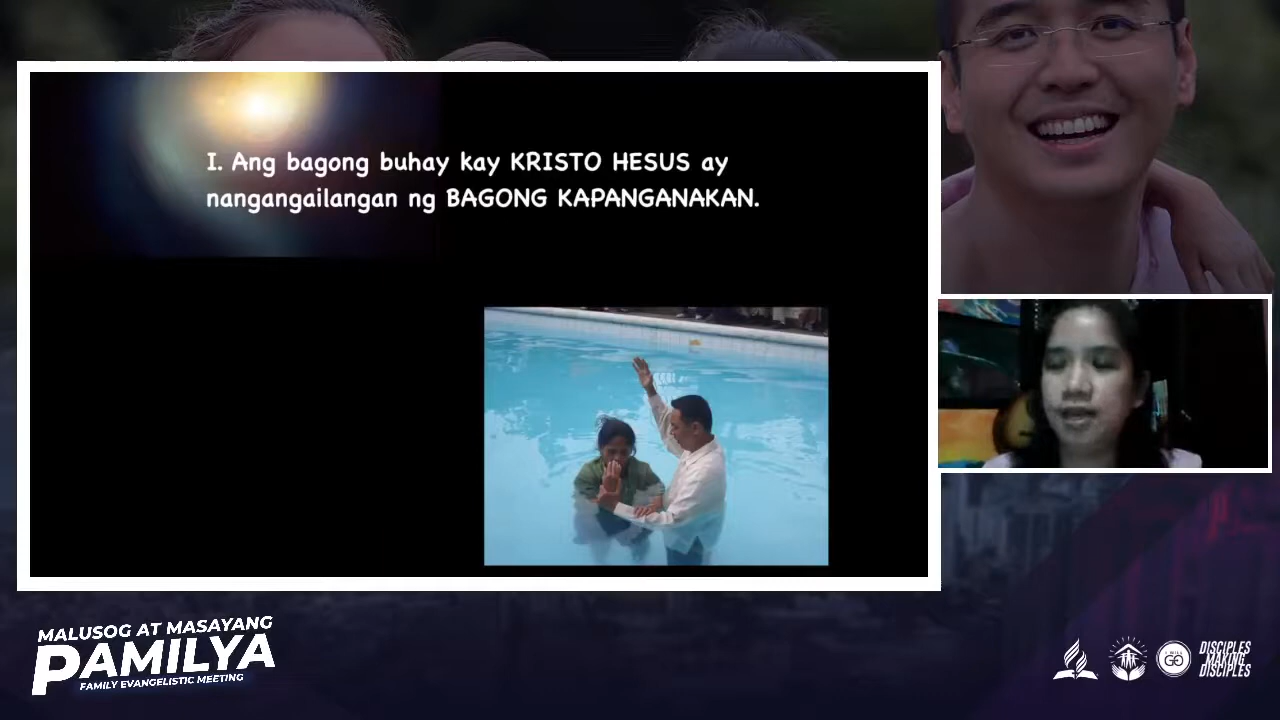 I. Ang bagong buhay kay KRISTO HESUS ay
nangangailangan ng BAGONG KAPANGANAKAN.
MALUSOG AT MASAYANG
PAMILYA
FAMILY EVANGELISTIC MEETING
GO
DISCIPLES
MAKING
DISCIPLES